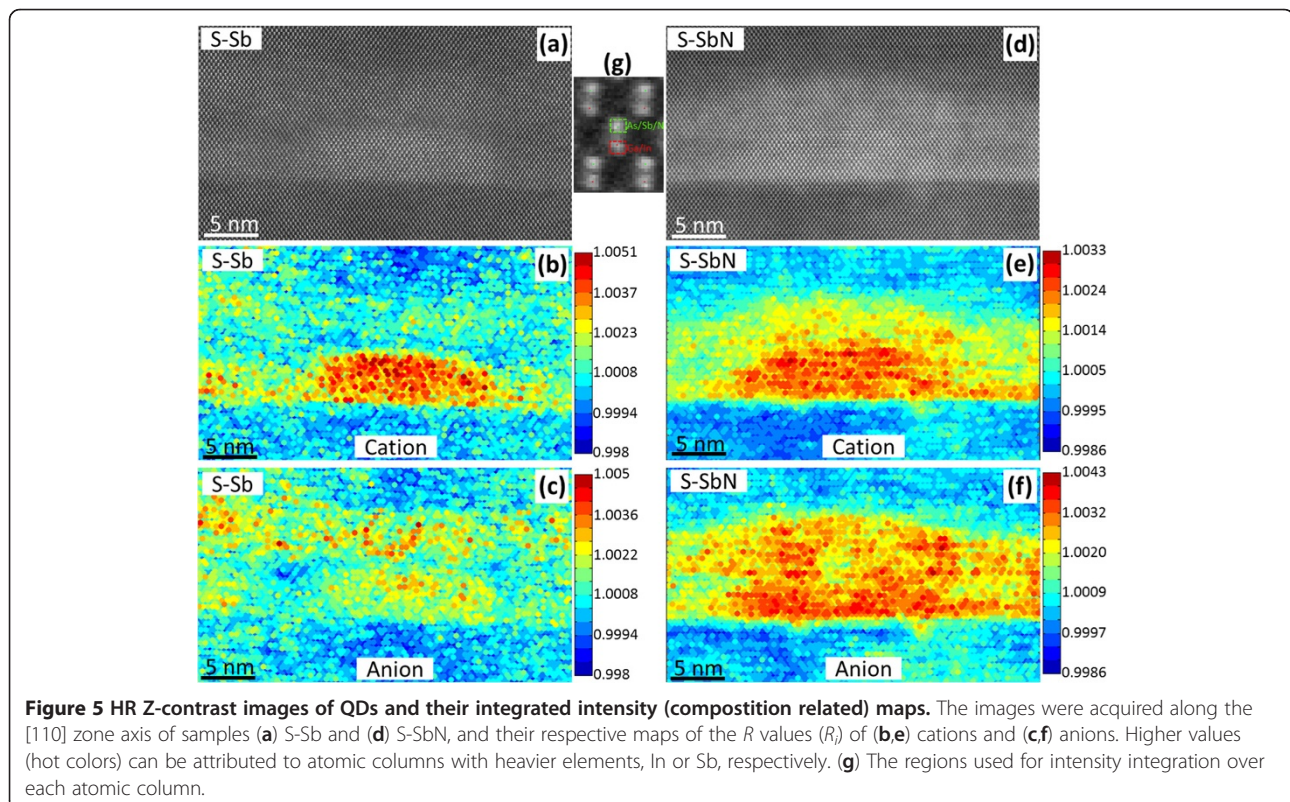 S-Sb
(a)
5 nm
(g)
As/Sb/N
Ga/In
S-SbN
(d)
5 nm
S-Sb
(b)
5 nm
Cation
1.0051
1.0037
1.0023
1.0008
0.9994
0.998
S-SbN
(e)
5 nm
Cation
1.0033
1.0024
1.0014
1.0005
0.9995
0.9986
S-Sb
(c)
5 nm
Anion
1.005
1.0036
1.0022
1.0008
0.9994
0.998
S-SbN
(f)
5 nm
Anion
1.0043
1.0032
1.0020
1.0009
0.9997
0.9986
Figure 5 HR Z-contrast images of QDs and their integrated intensity (compostition related) maps. The images were acquired along the
[110] zone axis of samples (a) S-Sb and (d) S-SbN, and their respective maps of the R values (Ri) of (b,e) cations and (c,f) anions. Higher values
(hot colors) can be attributed to atomic columns with heavier elements, In or Sb, respectively. (g) The regions used for intensity integration over
each atomic column.